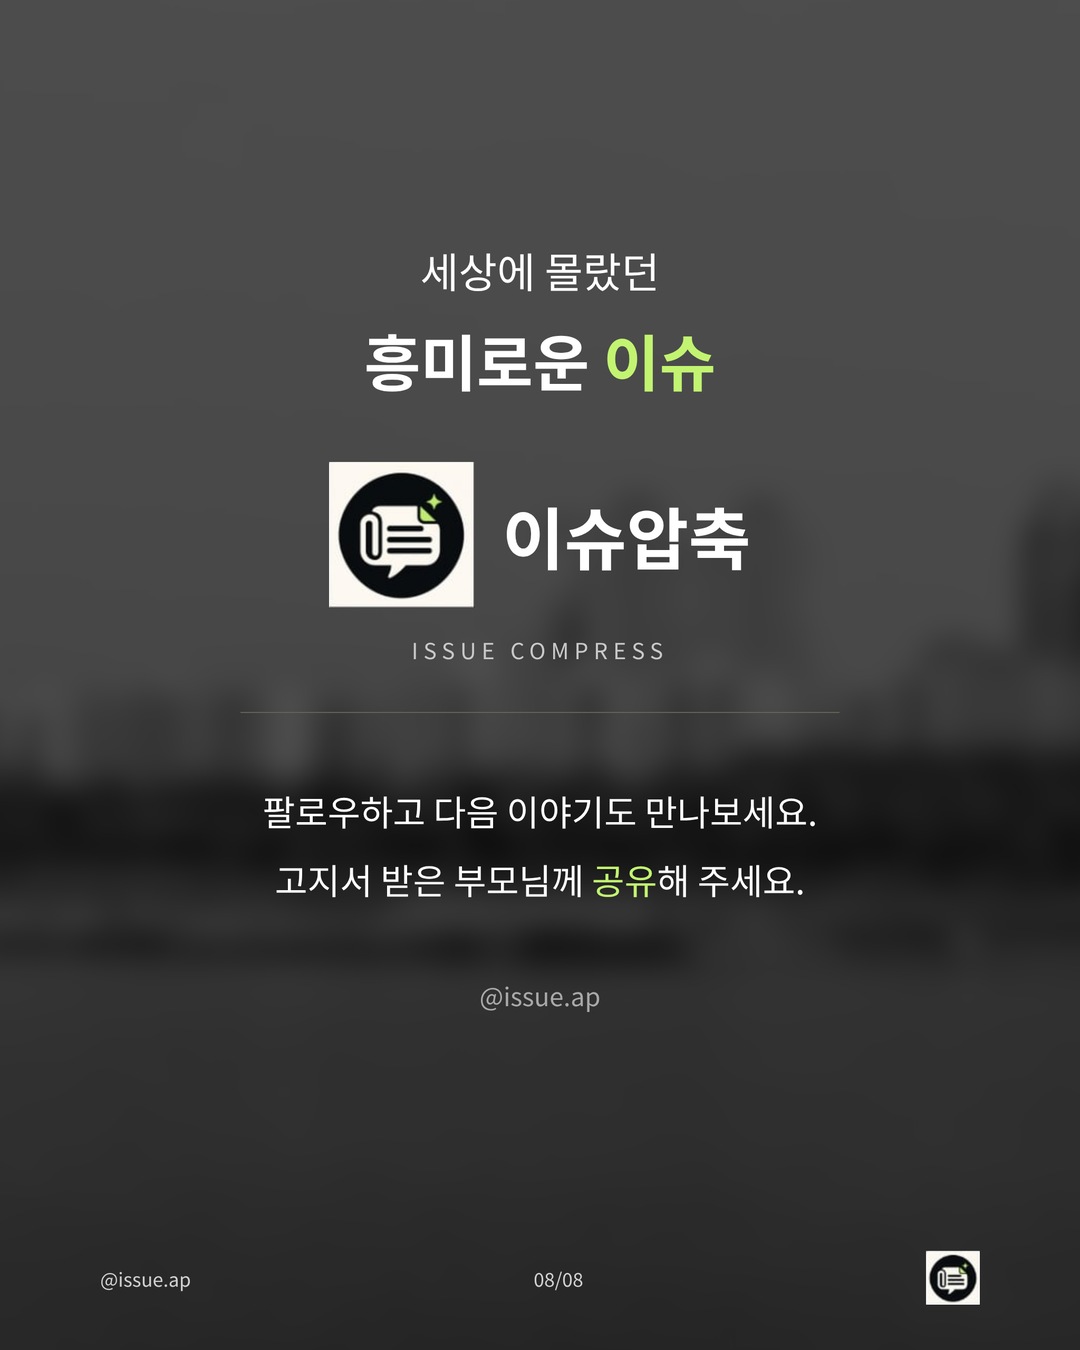 세상에 몰랐던
흥미로운 이슈
이슈압축
ISSUE COMPRESS
팔로우하고 다음 이야기도 만나보세요.
고지서 받은 부모님께 공유해 주세요.
@issue.ap
@issue.ap
08/08